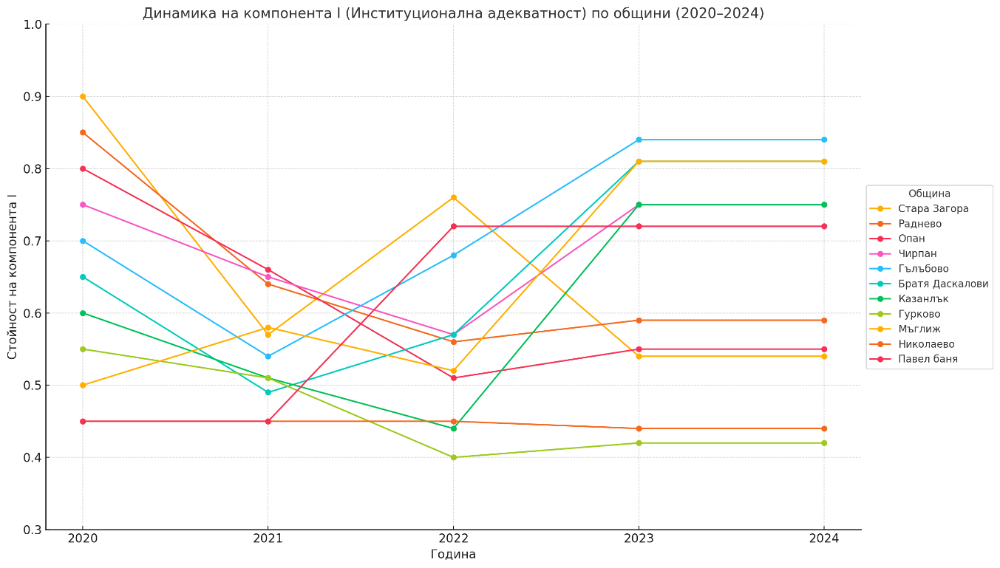 Динамика на компонента I (Институционална адекватност) по общини (2020–2024)
Стойност на компонента I
1.0
0.9
0.8
0.7
0.6
0.5
0.4
0.3
2020
2021
2022
2023
2024
Година
Община
Стара Загора
Раднево
Опан
Чирпан
Гълъбово
Братя Даскалови
Казанлък
Гурково
Мъглиж
Николаево
Павел баня